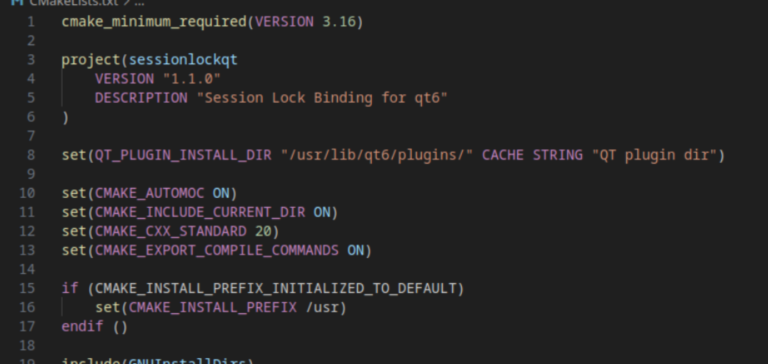 CMakeLists.txt > ...
1 cmake_minimum_required(VERSION 3.16)
2
3 project(sessionlockqt
4 VERSION "1.1.0"
5 DESCRIPTION "Session Lock Binding for qt6"
6 )
7
8 set(QT_PLUGIN_INSTALL_DIR "/usr/lib/qt6/plugins/" CACHE STRING "QT plugin dir")
9
10 set(CMAKE_AUTOMOC ON)
11 set(CMAKE_INCLUDE_CURRENT_DIR ON)
12 set(CMAKE_CXX_STANDARD 20)
13 set(CMAKE_EXPORT_COMPILE_COMMANDS ON)
14
15 if (CMAKE_INSTALL_PREFIX_INITIALIZED_TO_DEFAULT)
16 set(CMAKE_INSTALL_PREFIX /usr)
17 endif ()
18
19 include(GNUInstallDirs)